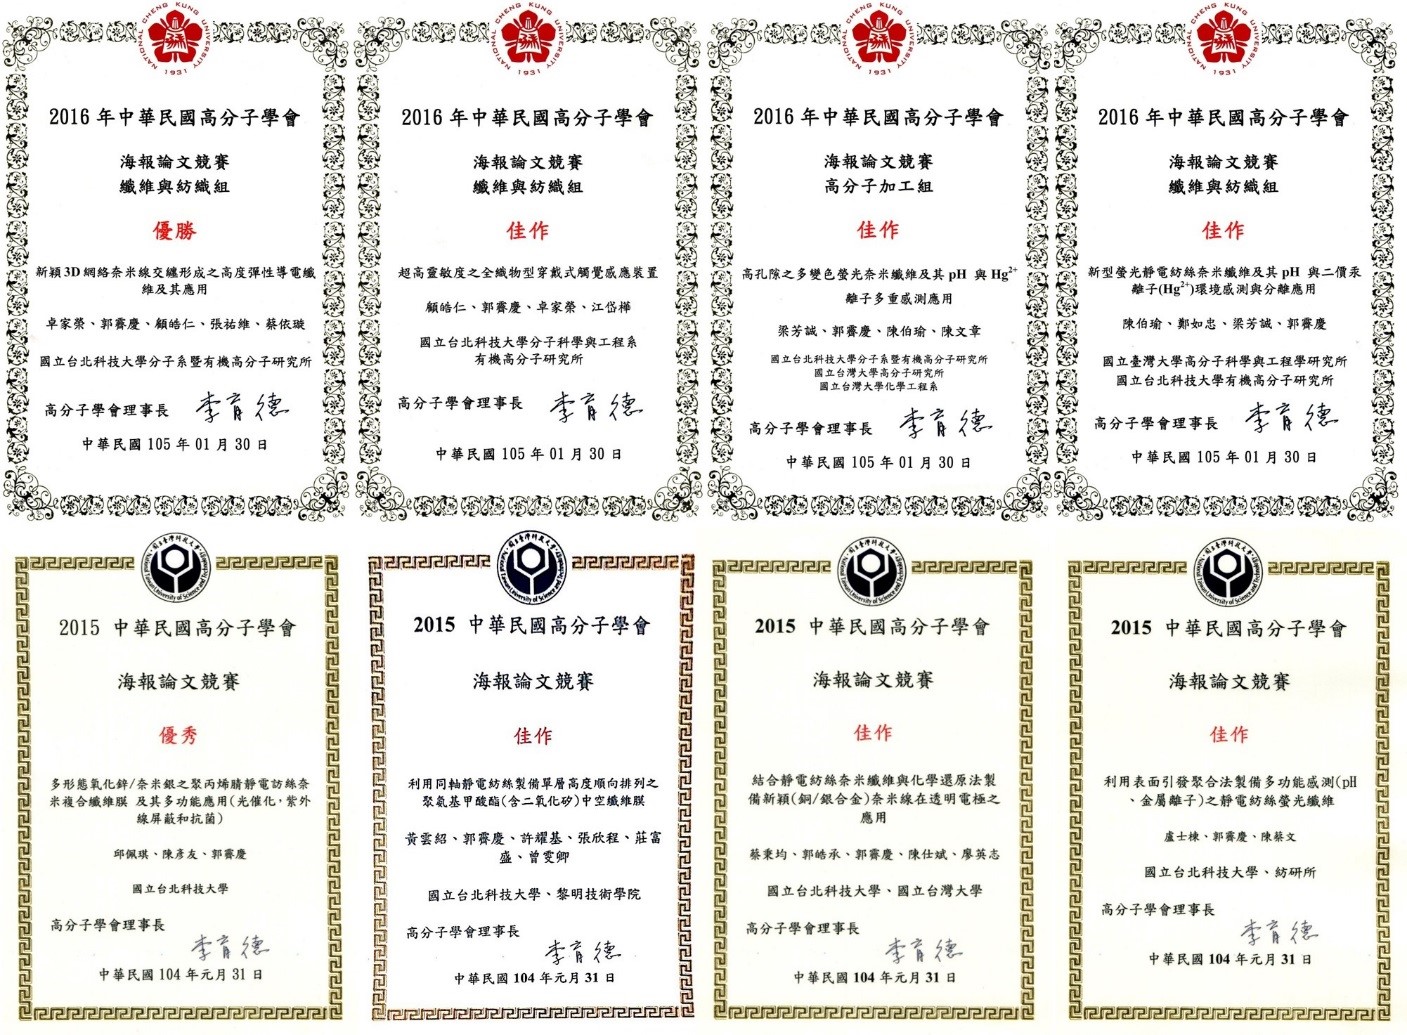 NATIONAL CHENG KUNG UNIVERSITY
1931
2016 年中華民國高分子學會
海報論文競賽
纖維與紡織組
優勝
新穎 3D 網絡奈米線交纏形成之高度彈性導電纖
維及其應用
卓家榮、郭霽慶、顧皓仁、張祐維、蔡依璇
國立台北科技大學分子系暨有機高分子研究所
高分子學會理事長 李育德
中華民國 105 年 01 月 30 日
NATIONAL CHENG KUNG UNIVERSITY
1931
2016 年中華民國高分子學會
海報論文競賽
纖維與紡織組
佳作
超高靈敏度之全織物型穿戴式觸覺感應裝置
顧皓仁、郭霽慶、卓家榮、江岱樺
國立台北科技大學分子科學與工程系
有機高分子研究所
高分子學會理事長 李育德
中華民國 105 年 01 月 30 日
NATIONAL CHENG KUNG UNIVERSITY
1931
2016 年中華民國高分子學會
海報論文競賽
高分子加工組
佳作
高孔隙之多變色螢光奈米纖維及其 pH 與 Hg²⁺
離子多重感測應用
梁芳誠、郭霽慶、陳伯瑜、陳文章
國立台北科技大學分子系暨有機高分子研究所
國立台灣大學高分子研究所
國立台灣大學化學工程系
高分子學會理事長 李育德
中華民國 105 年 01 月 30 日
NATIONAL CHENG KUNG UNIVERSITY
1931
2016 年中華民國高分子學會
海報論文競賽
纖維與紡織組
佳作
新型螢光靜電紡絲奈米纖維及其 pH 與二價汞
離子(Hg²⁺)環境感測與分離應用
陳伯瑜、鄭如忠、梁芳誠、郭霽慶
國立臺灣大學高分子科學與工程學研究所
國立台北科技大學有機高分子研究所
高分子學會理事長 李育德
中華民國 105 年 01 月 30 日
國立臺灣科技大學
National Taiwan University of Science and Technology
2015 中華民國高分子學會
海報論文競賽
優秀
多形態氧化鋅/奈米銀之聚丙烯腈靜電訪絲奈
米複合纖維膜 及其多功能應用(光催化,紫外
線屏蔽和抗菌)
邱佩琪、陳彥友、郭霽慶
國立台北科技大學
高分子學會理事長
李育德
中華民國 104 年元月 31 日
國立臺灣科技大學
National Taiwan University of Science and Technology
2015 中華民國高分子學會
海報論文競賽
佳作
利用同軸靜電紡絲製備單層高度順向排列之
聚氨基甲酸酯(含二氧化矽)中空纖維膜
黃雲紹、郭霽慶、許耀基、張欣程、莊富
盛、曾雯卿
國立台北科技大學、黎明技術學院
高分子學會理事長
李育德
中華民國 104 年元月 31 日
國立臺灣科技大學
National Taiwan University of Science and Technology
2015 中華民國高分子學會
海報論文競賽
佳作
結合靜電紡絲奈米纖維與化學還原法製
備新穎(銅/銀合金)奈米線在透明電極之
應用
蔡秉均、郭皓承、郭霽慶、陳仕斌、廖英志
國立台北科技大學、國立台灣大學
高分子學會理事長
李育德
中華民國 104 年元月 31 日
國立臺灣科技大學
National Taiwan University of Science and Technology
2015 中華民國高分子學會
海報論文競賽
佳作
利用表面引發聚合法製備多功能感測(pH
、金屬離子)之靜電紡絲螢光纖維
盧士棟、郭霽慶、陳蔡文
國立台北科技大學、紡研所
高分子學會理事長
李育德
中華民國 104 年元月 31 日